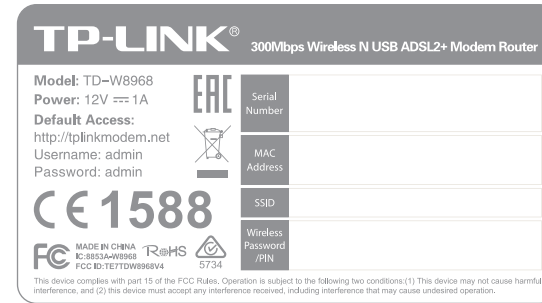 TP-LINK®
300Mbps Wireless N USB ADSL2+ Modem Router
Model: TD-W8968
Power: 12V ⎓ 1A
Default Access:
http://tplinkmodem.net
Username: admin
Password: admin
EAC
CE 1588
FC
MADE IN CHINA
IC:8853A-W8968
FCC ID:TE7TDW8968V4
RoHS
5734
Serial
Number
MAC
Address
SSID
Wireless
Password
/PIN
This device complies with part 15 of the FCC Rules. Operation is subject to the following two conditions:(1) This device may not cause harmful
interference, and (2) this device must accept any interference received, including interference that may cause undesired operation.